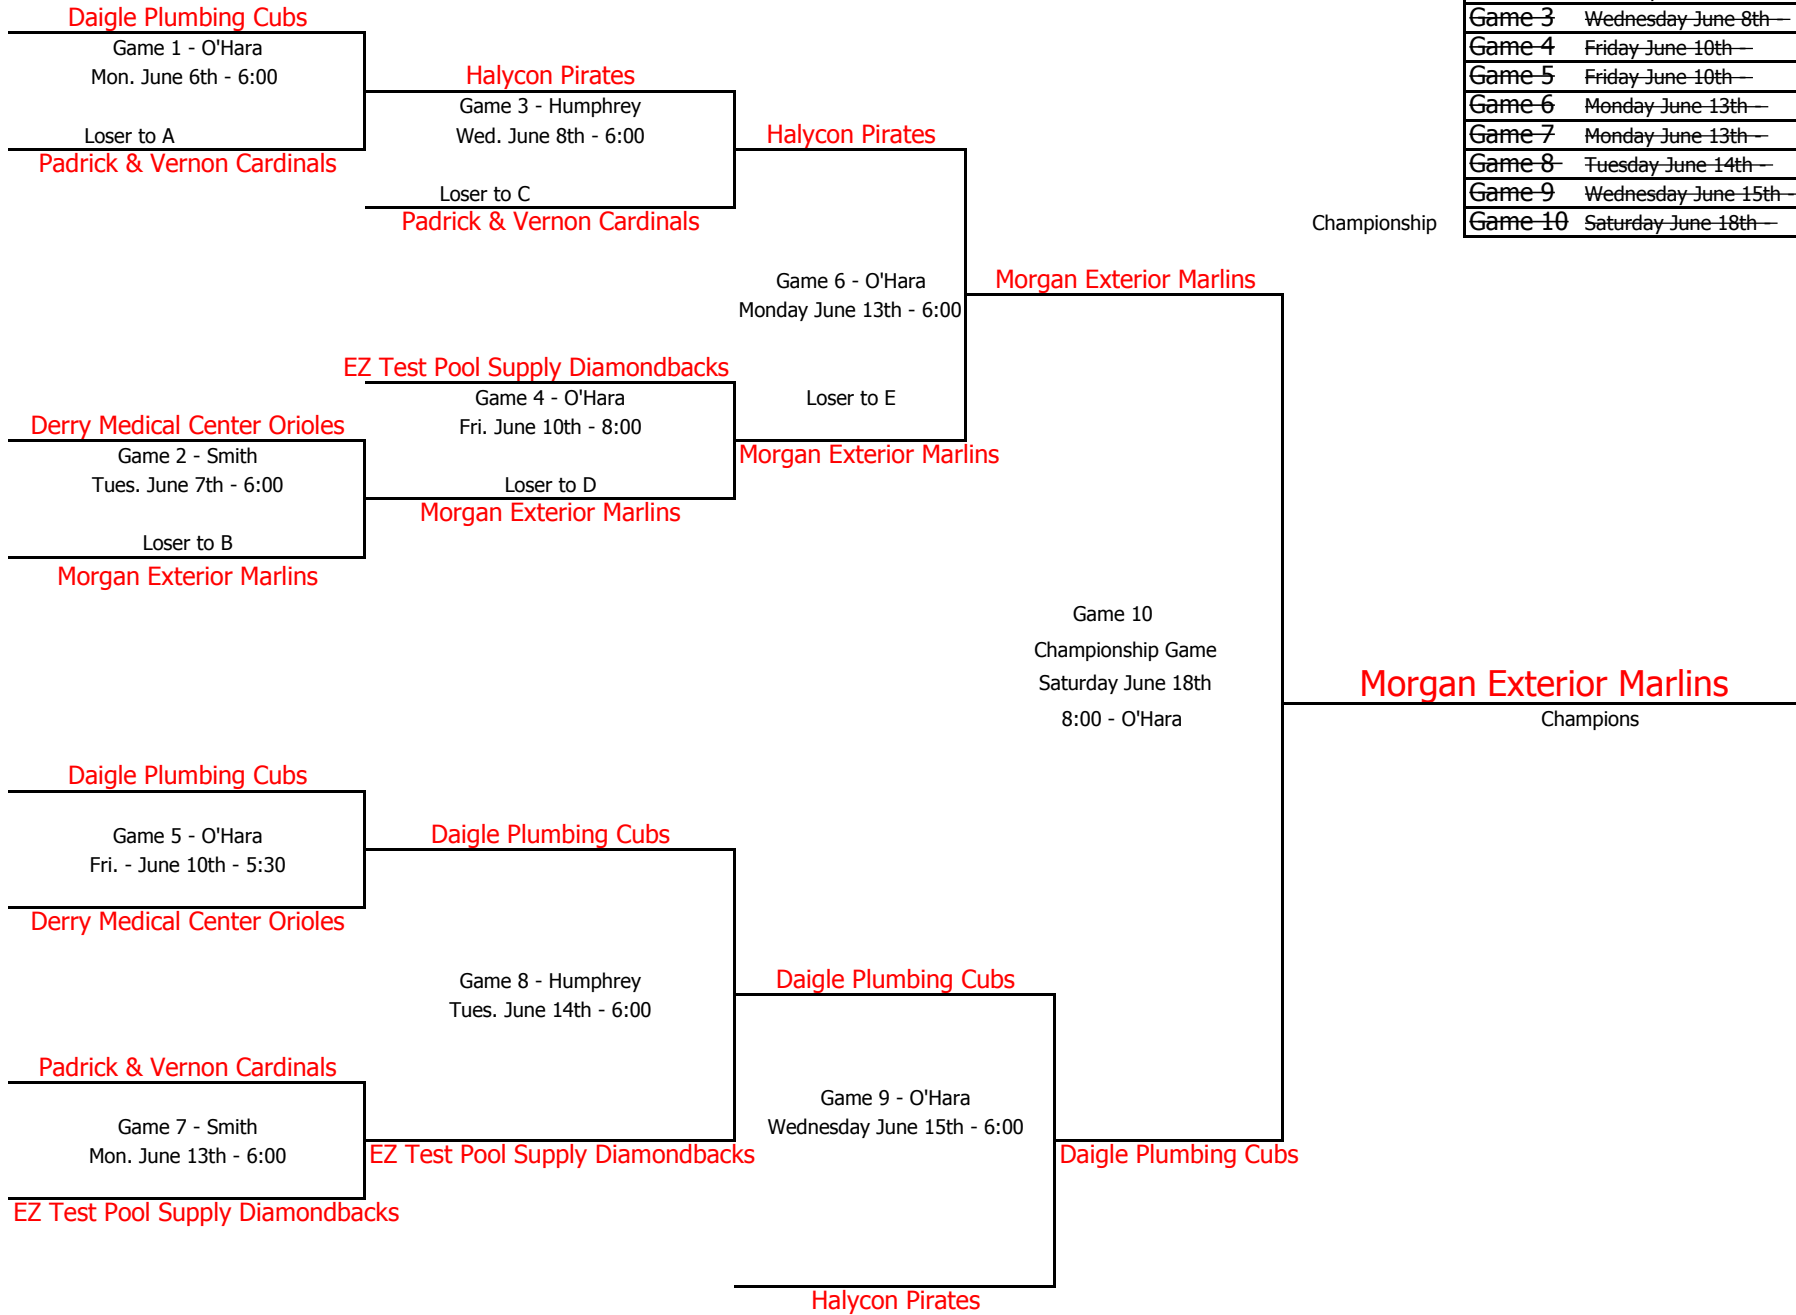 Daigle Plumbing Cubs
Game 1 - O'Hara
Mon. June 6th - 6:00
Loser to A
Padrick & Vernon Cardinals
Halycon Pirates
Game 3 - Humphrey
Wed. June 8th - 6:00
Loser to C
Padrick & Vernon Cardinals
Halycon Pirates
Game 6 - O'Hara
Monday June 13th - 6:00
Loser to E
Morgan Exterior Marlins
EZ Test Pool Supply Diamondbacks
Game 4 - O'Hara
Fri. June 10th - 8:00
Loser to D
Morgan Exterior Marlins
Derry Medical Center Orioles
Game 2 - Smith
Tues. June 7th - 6:00
Loser to B
Morgan Exterior Marlins
Game 3 Wednesday June 8th -
Game 4 Friday June 10th -
Game 5 Friday June 10th -
Game 6 Monday June 13th -
Game 7 Monday June 13th -
Game 8 Tuesday June 14th -
Game 9 Wednesday June 15th -
Championship Game 10 Saturday June 18th -
Morgan Exterior Marlins
Game 10
Championship Game
Saturday June 18th
8:00 - O'Hara
Morgan Exterior Marlins
Champions
Daigle Plumbing Cubs
Game 5 - O'Hara
Fri. - June 10th - 5:30
Derry Medical Center Orioles
Daigle Plumbing Cubs
Game 8 - Humphrey
Tues. June 14th - 6:00
EZ Test Pool Supply Diamondbacks
Padrick & Vernon Cardinals
Game 7 - Smith
Mon. June 13th - 6:00
EZ Test Pool Supply Diamondbacks
Daigle Plumbing Cubs
Game 9 - O'Hara
Wednesday June 15th - 6:00
Halycon Pirates
Daigle Plumbing Cubs